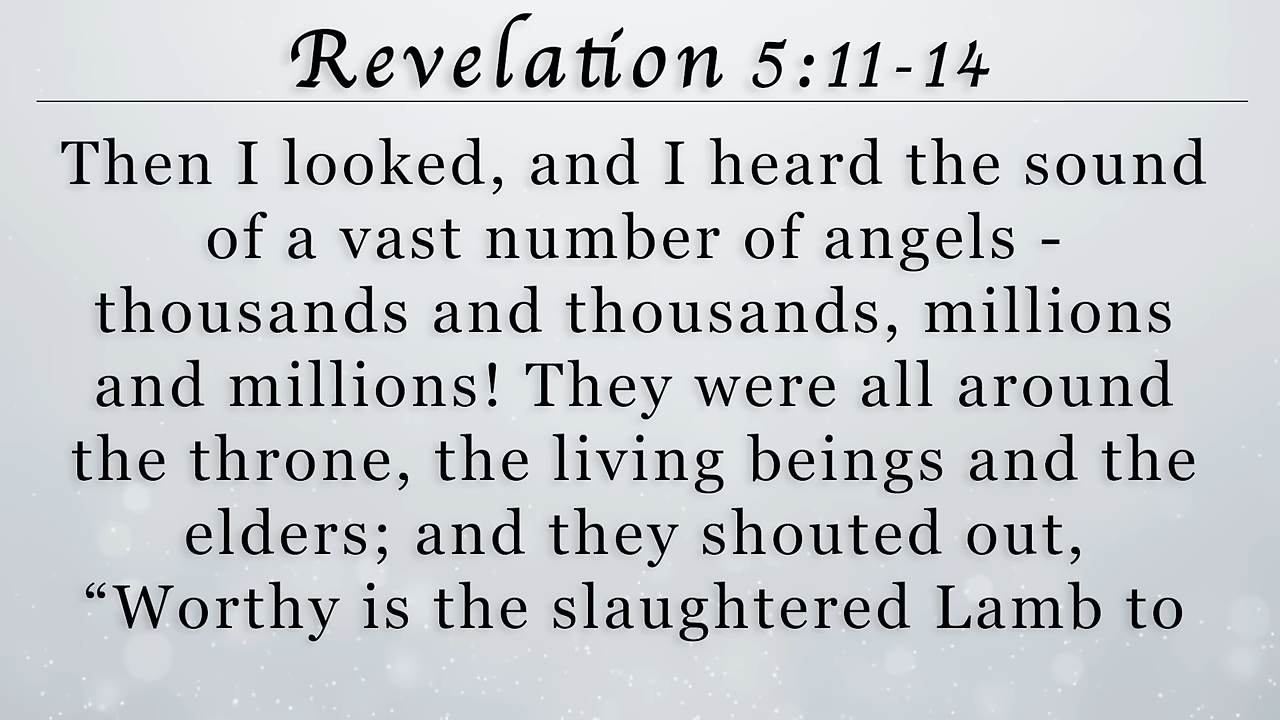 Revelation 5:11-14
Then I looked, and I heard the sound
of a vast number of angels -
thousands and thousands, millions
and millions! They were all around
the throne, the living beings and the
elders; and they shouted out,
“Worthy is the slaughtered Lamb to